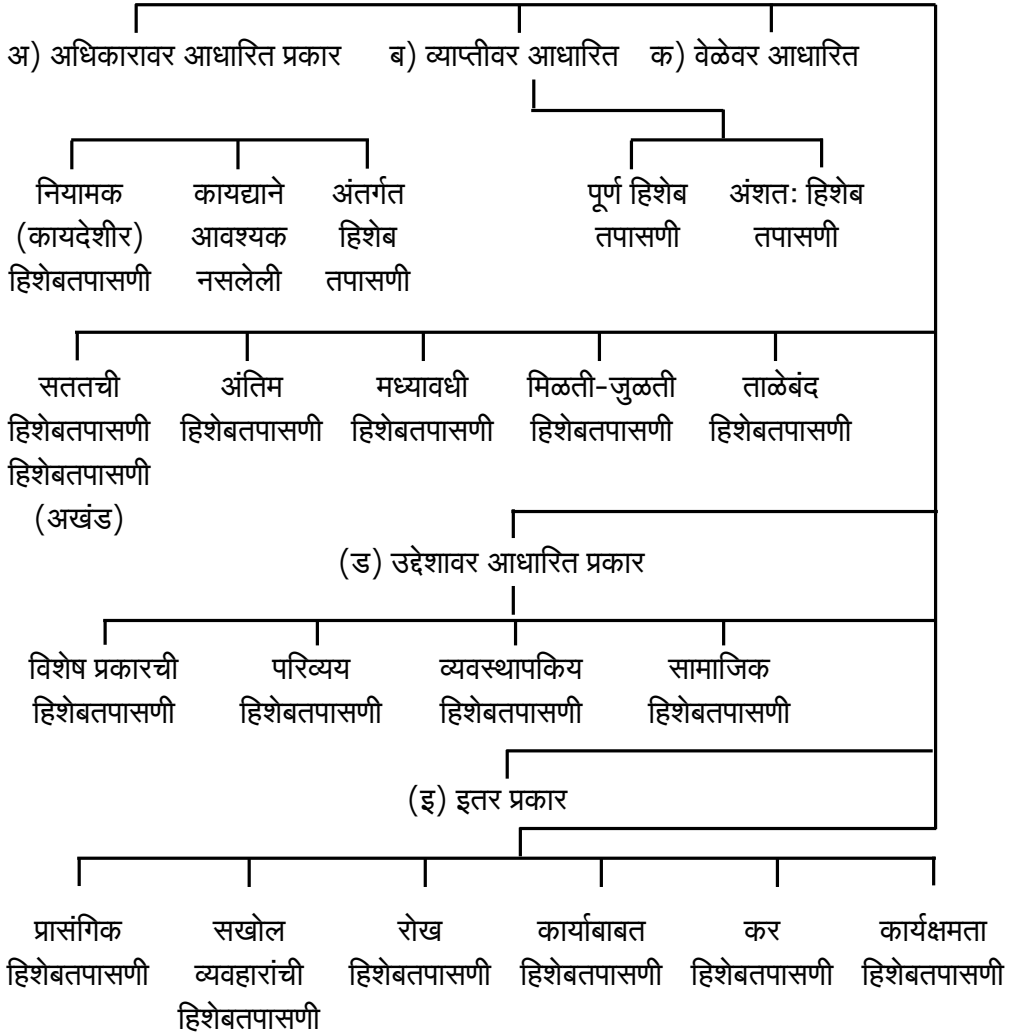 अ) अधिकारावर आधारित प्रकार ब) व्याप्तीवर आधारित क) वेळेवर आधारित
नियामक
(कायदेशीर)
हिशेबतपासणी
कायद्याने
आवश्यक
नसलेली
अंतर्गत
हिशेब
तपासणी
पूर्ण हिशेब
तपासणी
अंशतः हिशेब
तपासणी
सततची
हिशेबतपासणी
हिशेबतपासणी
(अखंड)
अंतिम
हिशेबतपासणी
मध्यावधी
हिशेबतपासणी
मिळती-जुळती
हिशेबतपासणी
ताळेबंद
हिशेबतपासणी
(ड) उद्देशावर आधारित प्रकार
विशेष प्रकारची
हिशेबतपासणी
परिव्यय
हिशेबतपासणी
व्यवस्थापकिय
हिशेबतपासणी
सामाजिक
हिशेबतपासणी
(इ) इतर प्रकार
प्रासंगिक
हिशेबतपासणी
सखोल
व्यवहारांची
हिशेबतपासणी
रोख
हिशेबतपासणी
कार्याबाबत
हिशेबतपासणी
कर
हिशेबतपासणी
कार्यक्षमता
हिशेबतपासणी